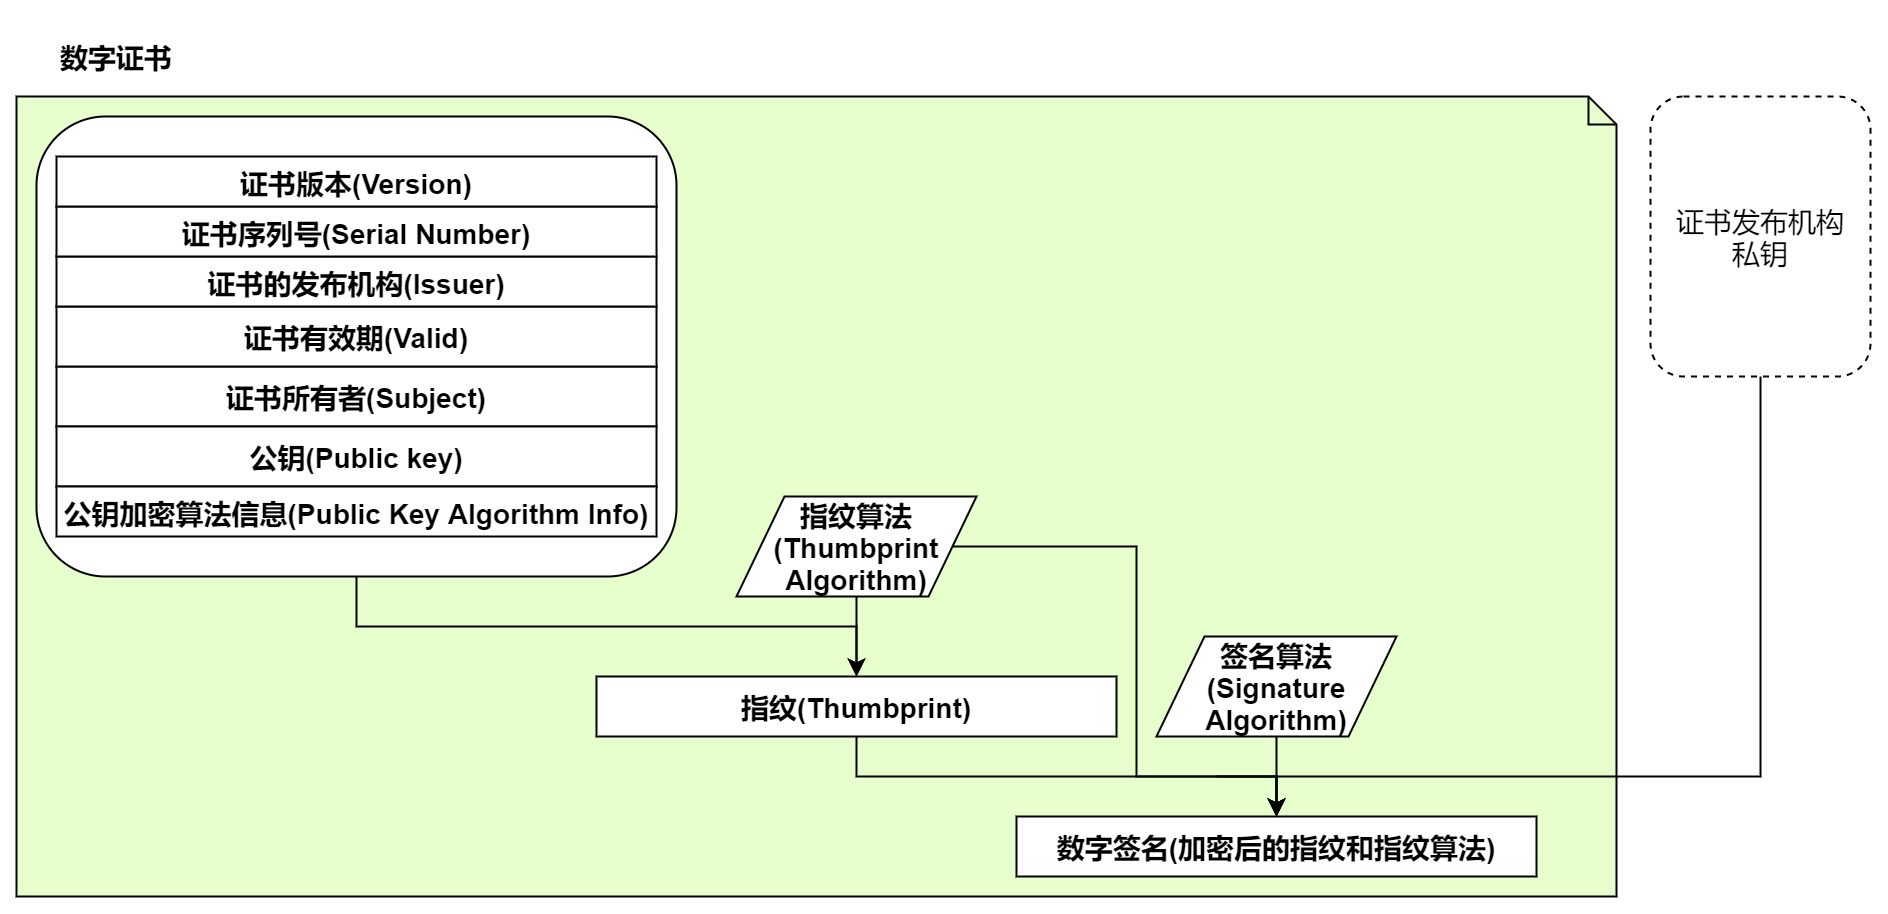 数字证书
证书版本(Version)
证书序列号(Serial Number)
证书的发布机构(Issuer)
证书有效期(Valid)
证书所有者(Subject)
公钥(Public key)
公钥加密算法信息(Public Key Algorithm Info)
证书发布机构
私钥
指纹算法
(Thumbprint
Algorithm)
指纹(Thumbprint)
签名算法
(Signature
Algorithm)
数字签名(加密后的指纹和指纹算法)